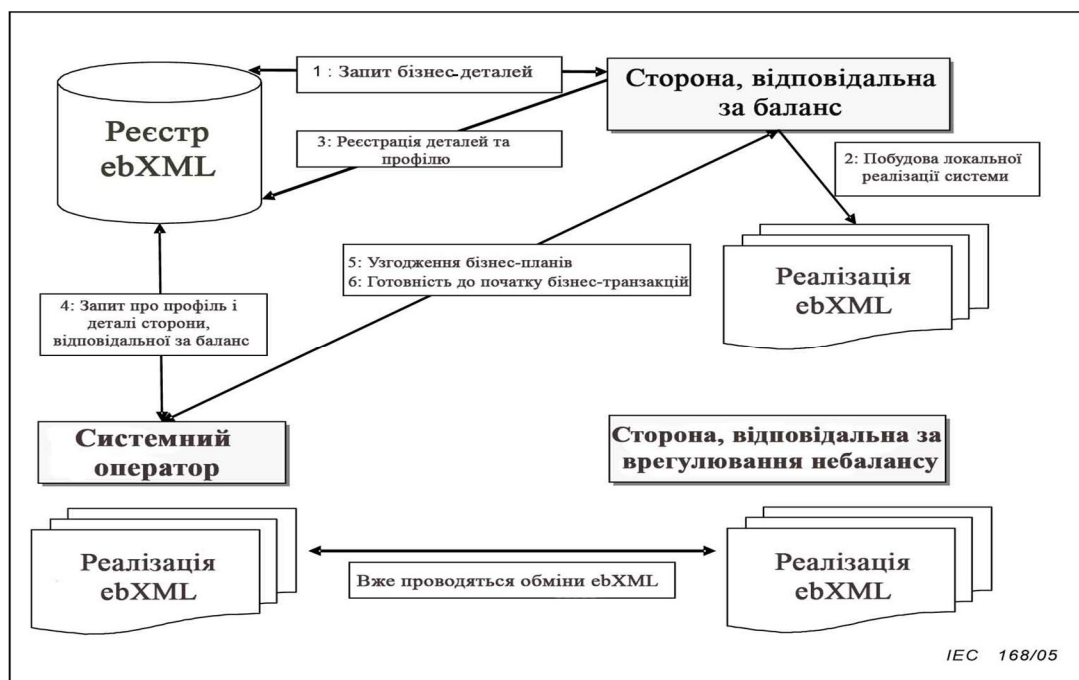 1 : Запит бізнес-деталей
Сторона, відповідальна
за баланс
Реєстр
ebXML
3: Реєстрація деталей та
профілю
2: Побудова локальної
реалізації системи
5: Узгодження бізнес-планів
6: Готовність до початку бізнес-транзакцій
Реалізація
ebXML
4: Запит про профіль і
деталі сторони,
відповідальної за баланс
Системний
оператор
Сторона, відповідальна за
врегулювання небалансу
Реалізація
ebXML
Вже проводяться обміни ebXML
Реалізація
ebXML
IEC 168/05